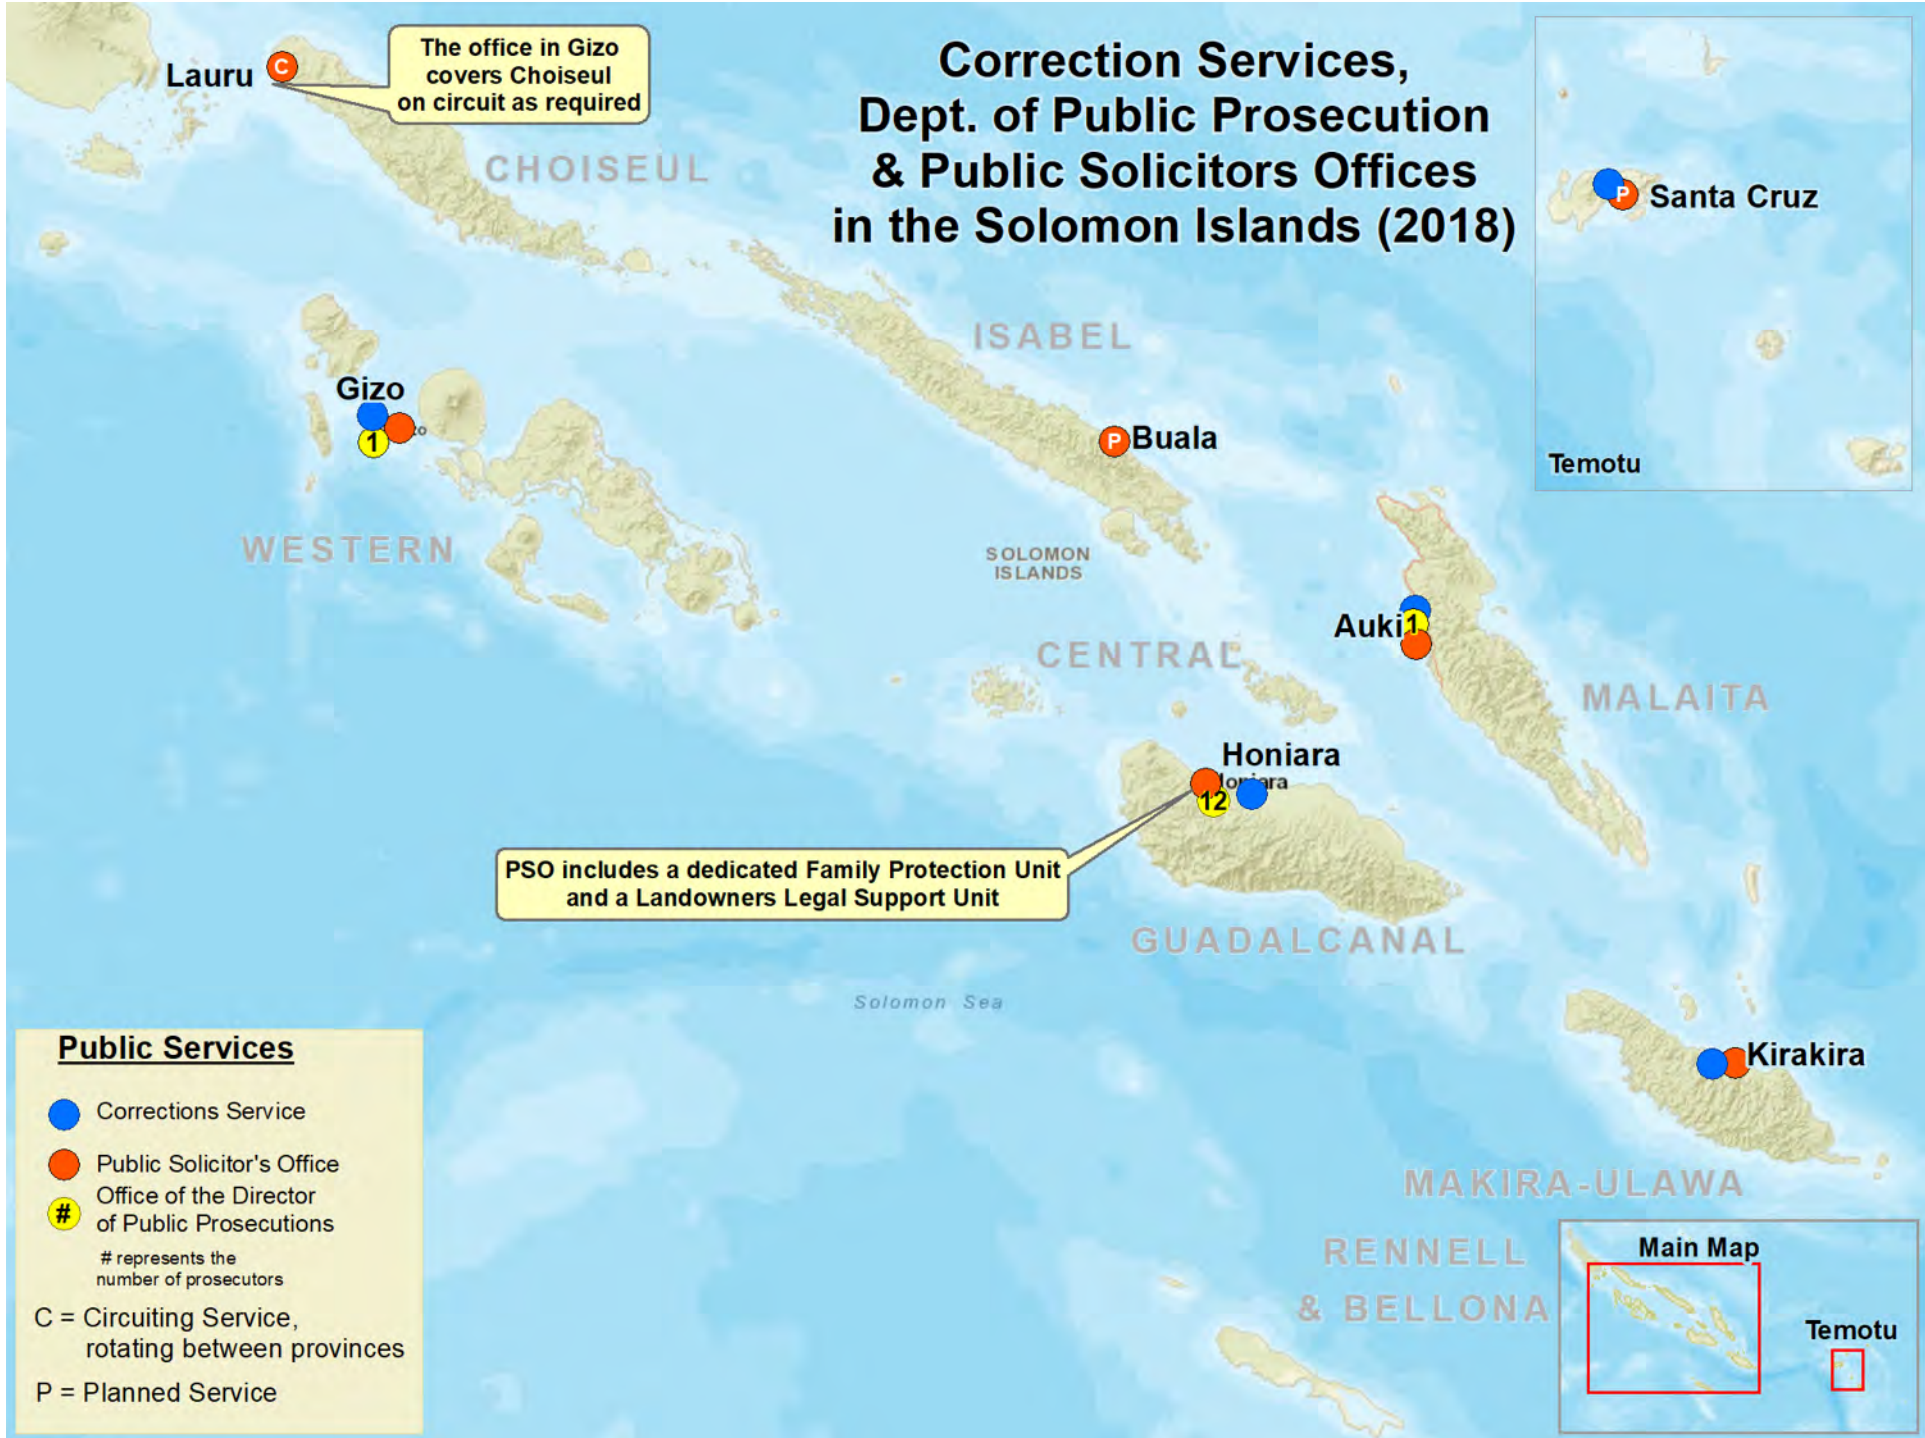 Correction Services,
Dept. of Public Prosecution
& Public Solicitors Offices
in the Solomon Islands (2018)
Lauru
C
The office in Gizo
covers Choiseul
on circuit as required
CHOISEUL
P
Santa Cruz
Temotu
ISABEL
Gizo
1
P
Buala
WESTERN
SOLOMON
ISLANDS
Auki
1
CENTRAL
MALAITA
Honiara
12
PSO includes a dedicated Family Protection Unit
and a Landowners Legal Support Unit
GUADALCANAL
Solomon Sea
Kirakira
MAKIRA-ULAWA
RENNELL
& BELLONA
Public Services
Corrections Service
Public Solicitor's Office
#
Office of the Director
of Public Prosecutions
# represents the
number of prosecutors
C = Circuiting Service,
rotating between provinces
P = Planned Service
Main Map
Temotu